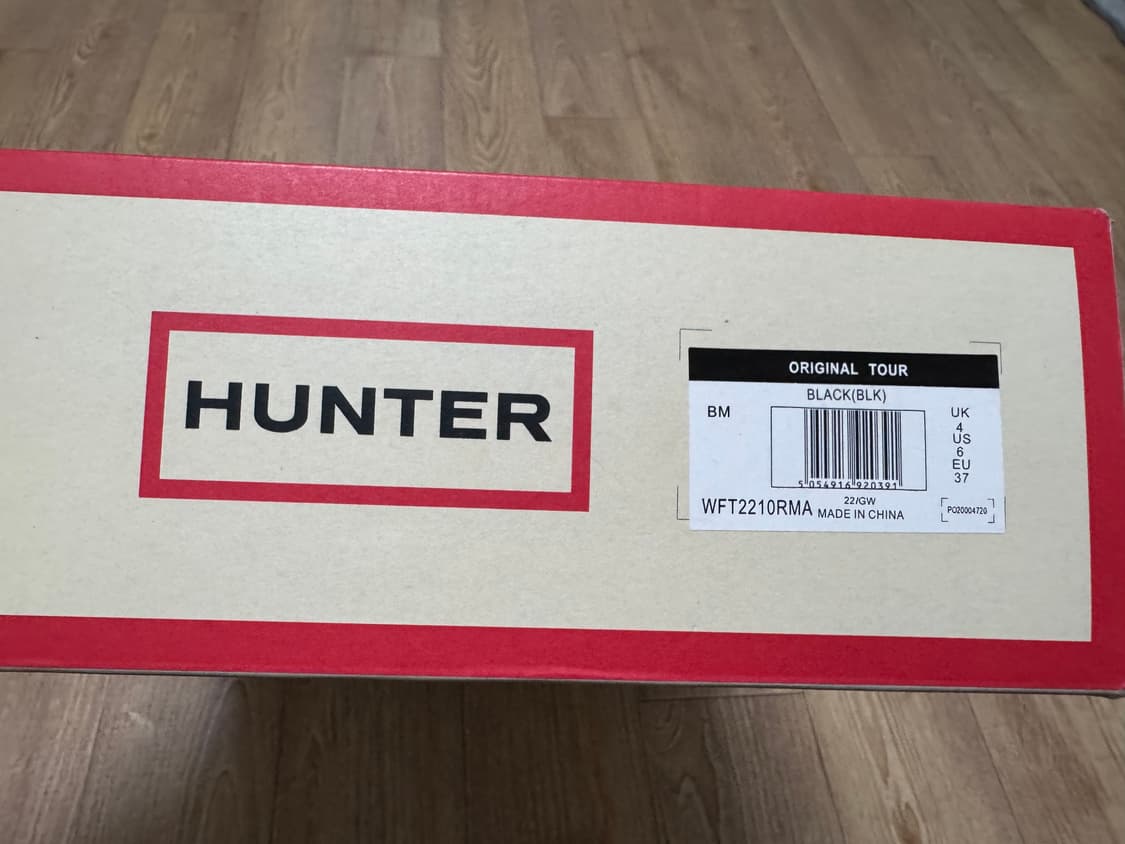 HUNTER
ORIGINAL TOUR
BLACK(BLK)
BM
UK
4
US
6
EU
37
5 054916 920391
WFT2210RMA
22/GW
MADE IN CHINA
PO20004720